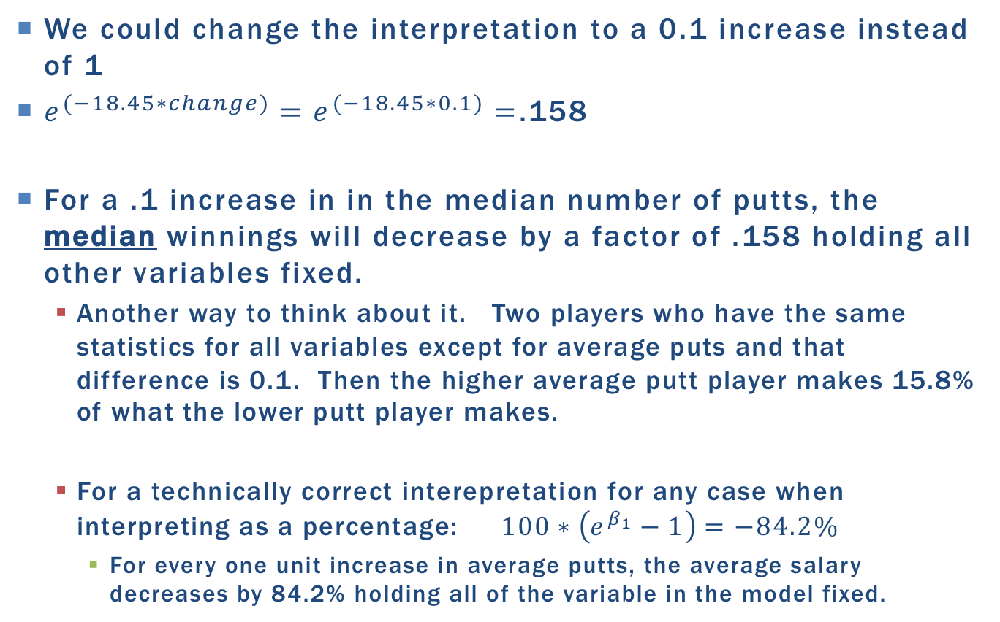 We could change the interpretation to a 0.1 increase instead
of 1
e^(−18.45∗change) = e^(−18.45∗0.1) =.158
For a .1 increase in in the median number of putts, the
median winnings will decrease by a factor of .158 holding all
other variables fixed.
Another way to think about it. Two players who have the same
statistics for all variables except for average puts and that
difference is 0.1. Then the higher average putt player makes 15.8%
of what the lower putt player makes.
For a technically correct interepretation for any case when
interpreting as a percentage: 100 ∗ (e^β₁ − 1) = −84.2%
For every one unit increase in average putts, the average salary
decreases by 84.2% holding all of the variable in the model fixed.